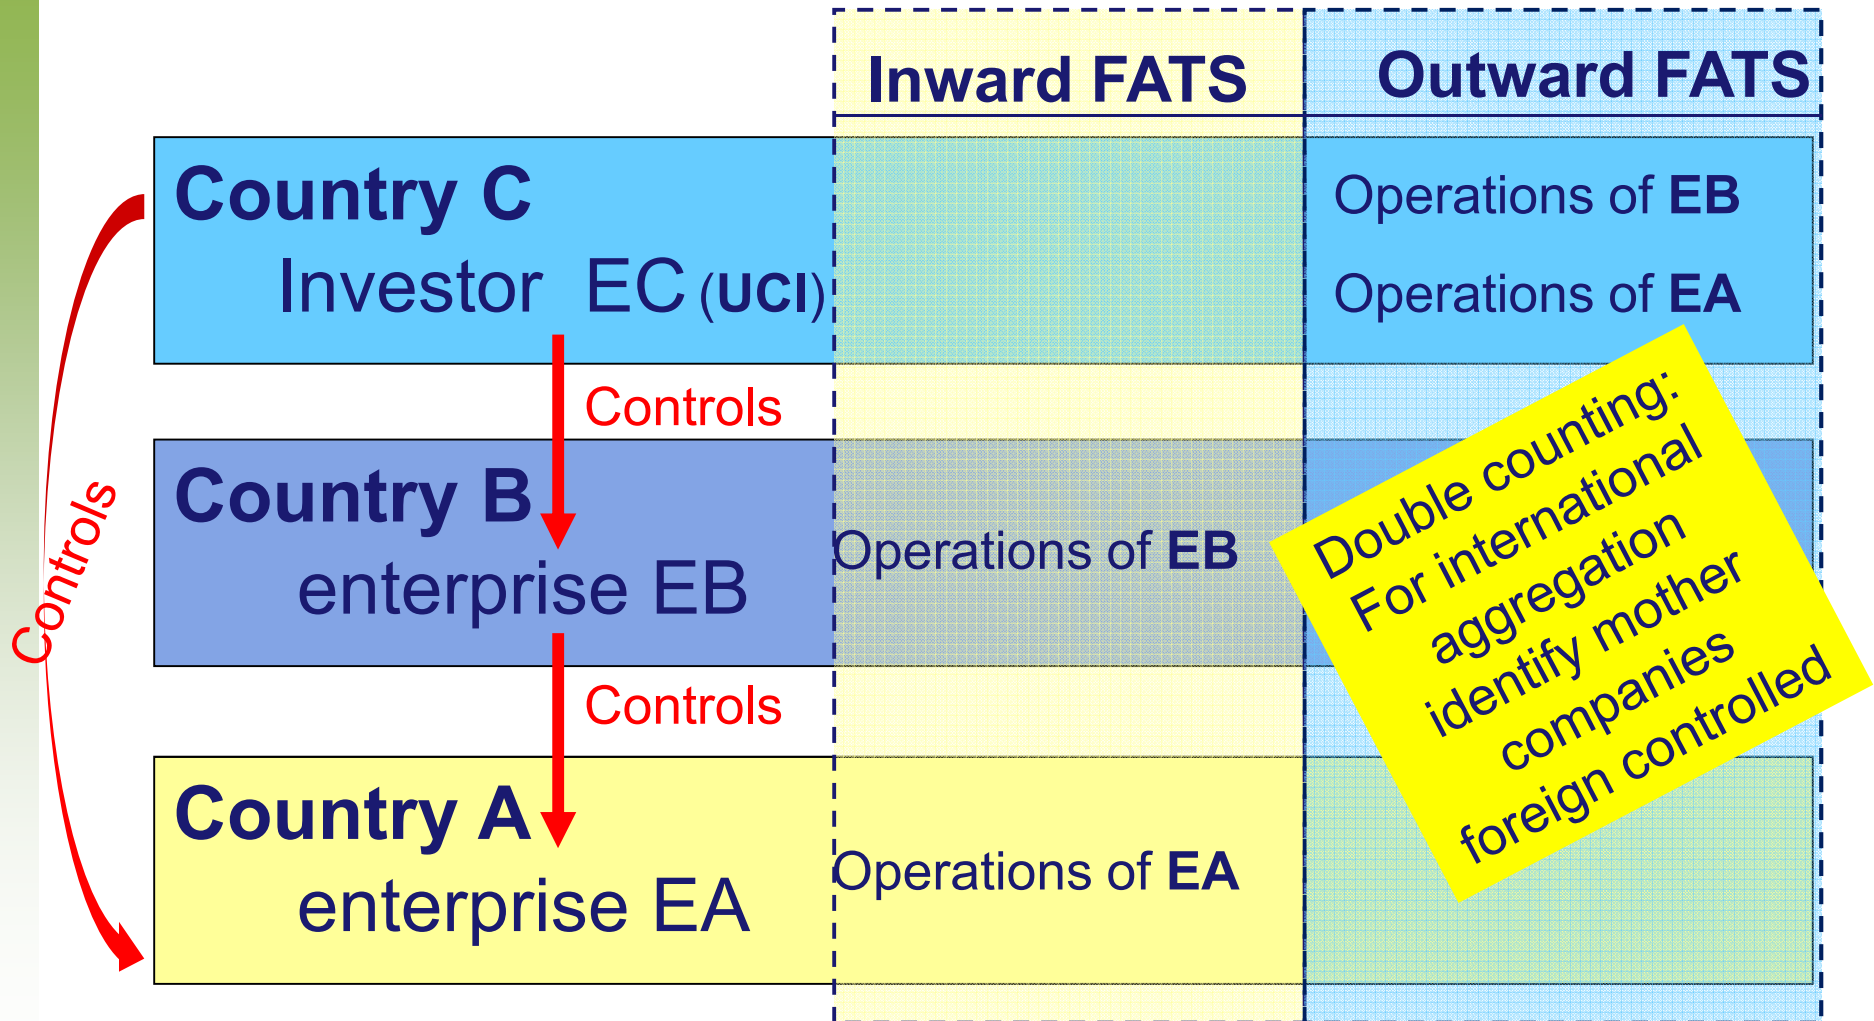 Inward FATS
Outward FATS
Country C
Investor EC (UCI)
Operations of EB
Operations of EA
Controls
Controls
Country B
enterprise EB
Operations of EB
Double counting:
For international
aggregation
identify mother
companies
foreign controlled
Controls
Country A
enterprise EA
Operations of EA